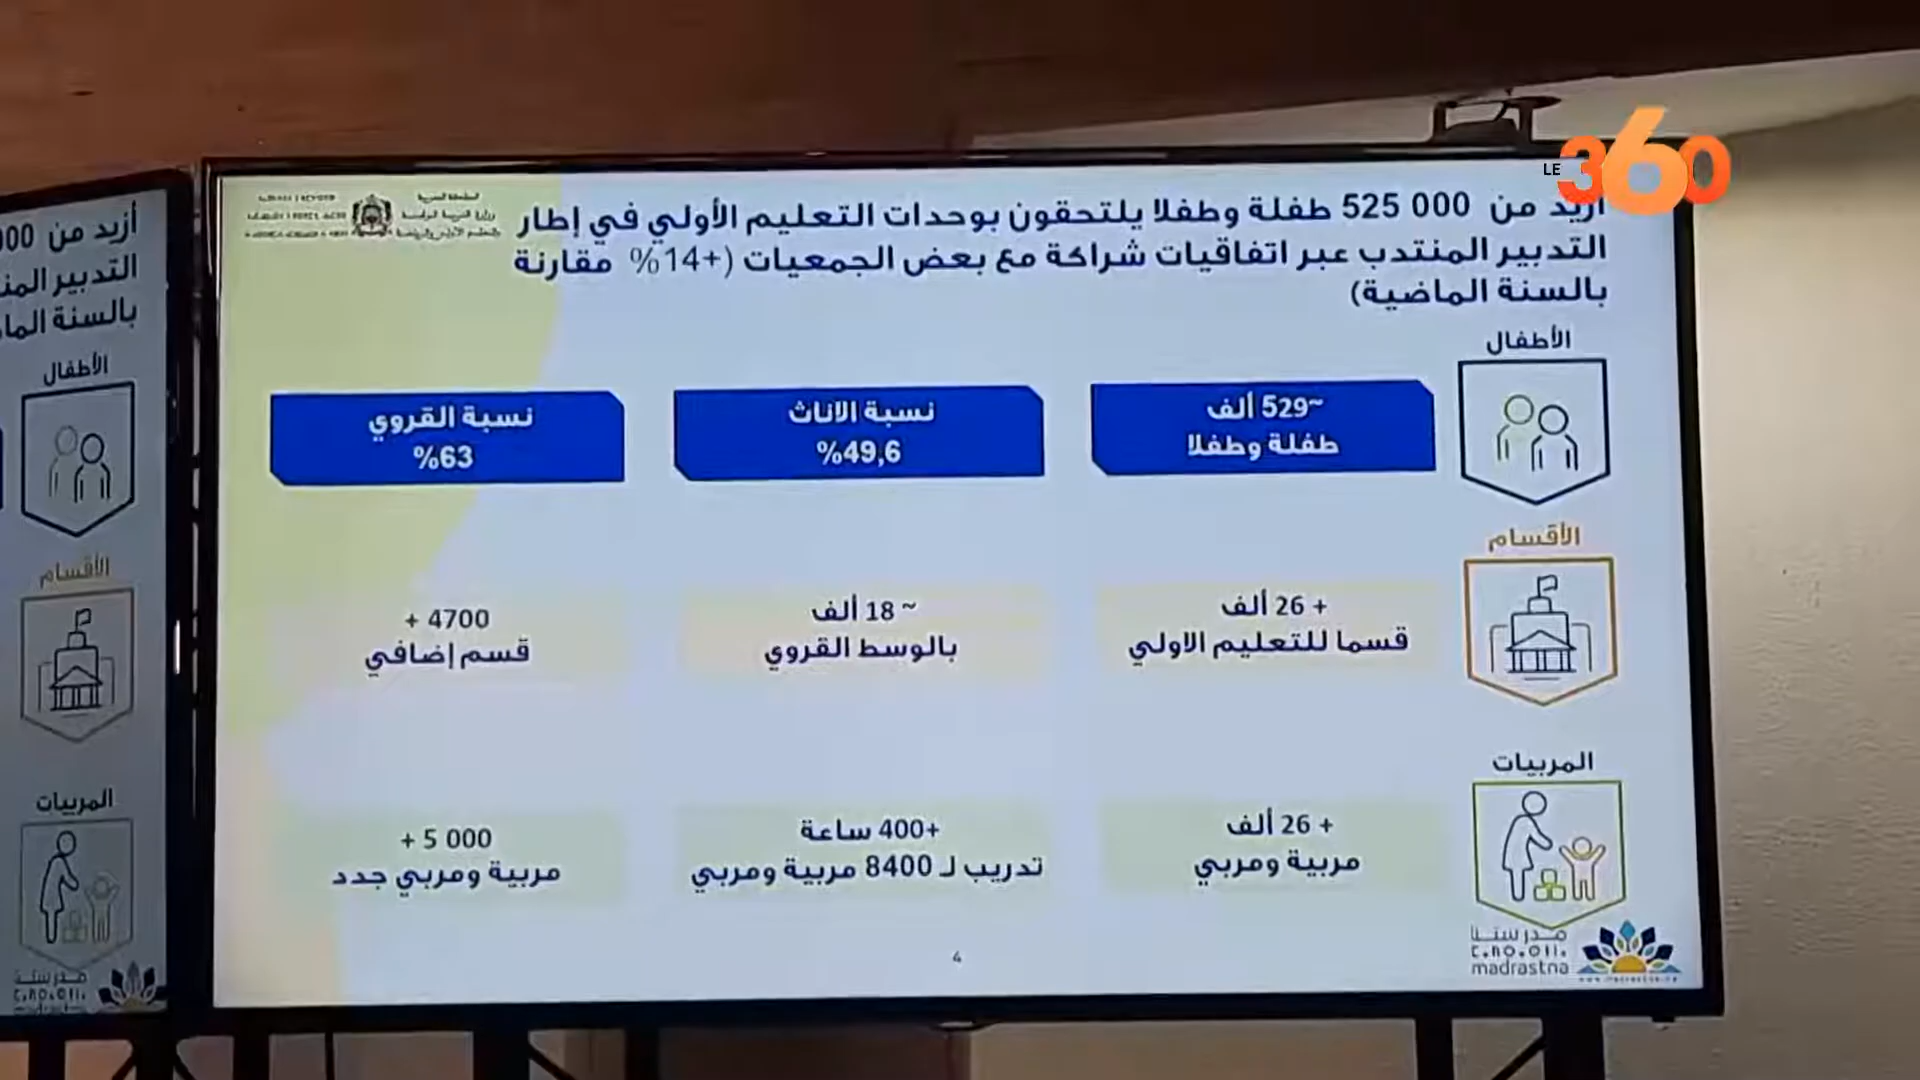 LE 360
المملكة المغربية
أزيد من 000 525 طفلة وطفلا يلتحقون بوحدات التعليم الأولي في إطار
التدبير المنتدب عبر اتفاقيات شراكة مع بعض الجمعيات (+14% مقارنة
بالسنة الماضية)
الأطفال
~529 ألف
طفلة وطفلا
نسبة الاناث
%49,6
نسبة القروي
%63
الأقسام
+ 26 ألف
قسما للتعليم الاولي
~ 18 ألف
بالوسط القروي
+ 4700
قسم إضافي
المربيات
+ 26 ألف
مربية ومربي
+400 ساعة
تدريب لـ 8400 مربية ومربي
+ 5 000
مربية ومربي جدد
4
مدرستنا
madrastna
أزيد من
التدبير
الأطفال
الأقسام
المربيات
مدرستنا